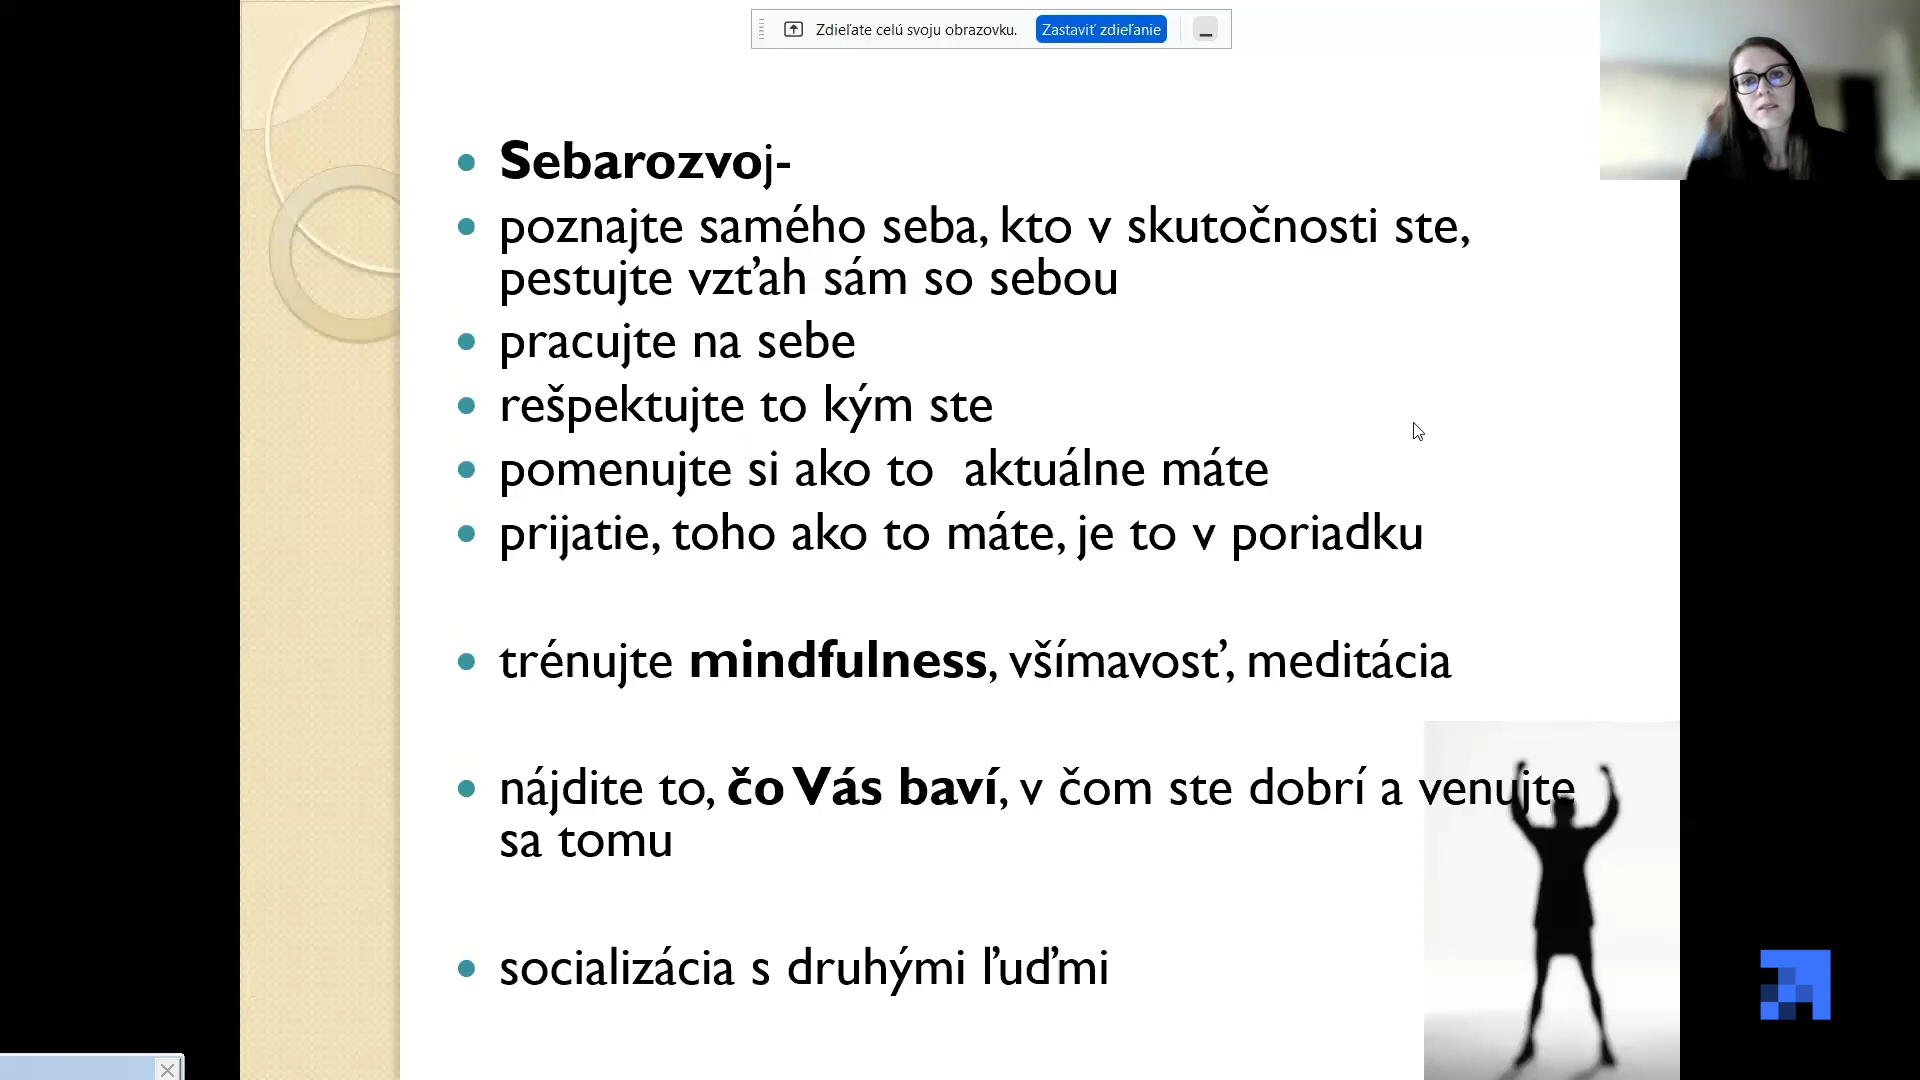 Zdieľate celú svoju obrazovku. Zastaviť zdieľanie
Sebarozvoj-
poznajte samého seba, kto v skutočnosti ste,
pestujte vzťah sám so sebou
pracujte na sebe
rešpektujte to kým ste
pomenujte si ako to  aktuálne máte
prijatie, toho ako to máte, je to v poriadku
trénujte mindfulness, všímavosť, meditácia
nájdite to, čo Vás baví, v čom ste dobrí a venujte
sa tomu
socializácia s druhými ľuďmi